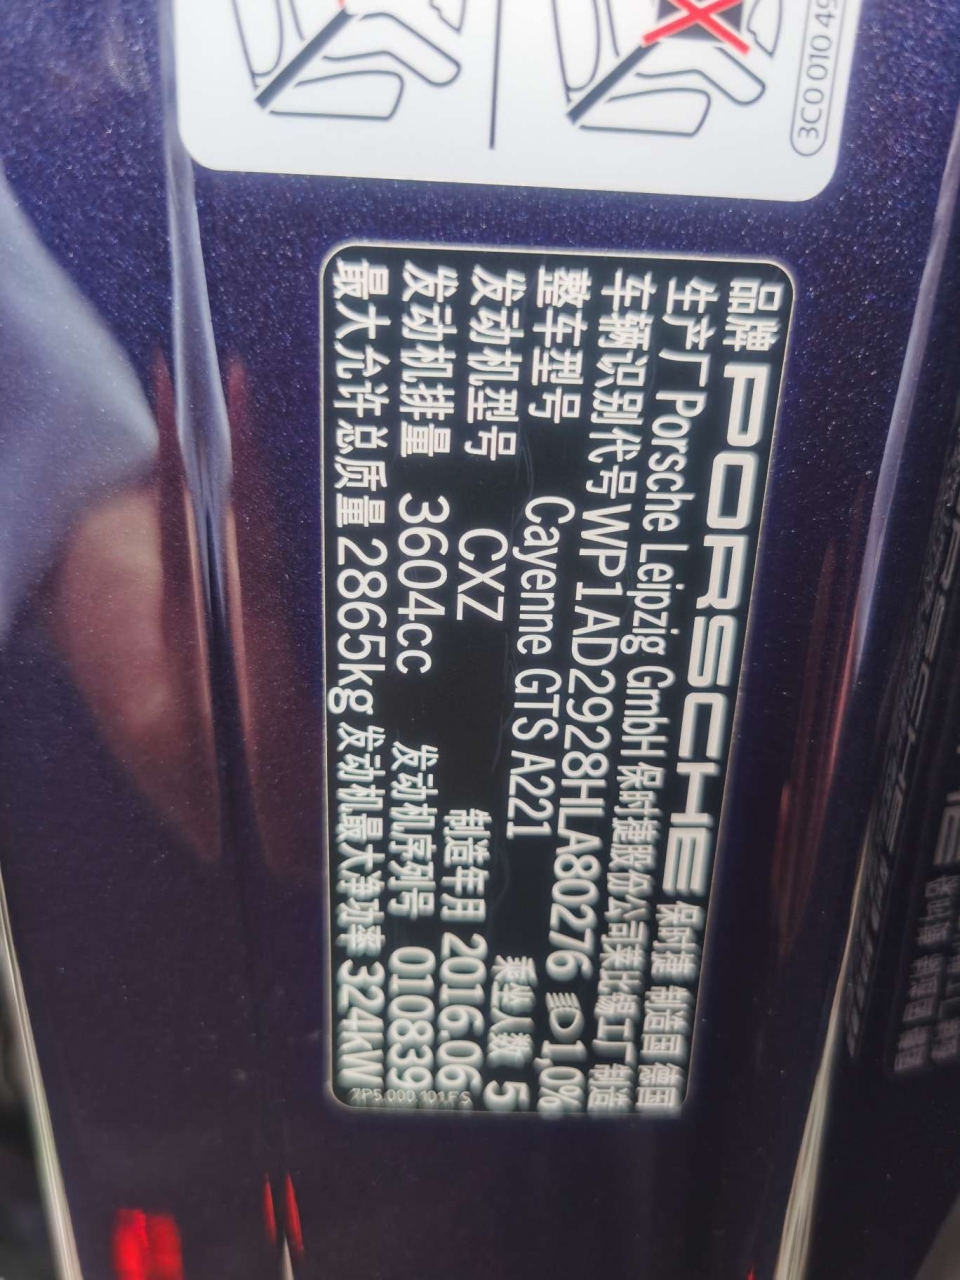 3C0 010 49
品牌 PORSCHE 保时捷 制造国 德国
生产厂 Porsche Leipzig GmbH 保时捷股份公司莱比锡工厂制造
车辆识别代号 WP1AD2928HLA80276 1,0%
整车型号 Cayenne GTS A221 乘坐人数 5
发动机型号 CXZ 制造年月 2016.06
发动机排量 3604cc 发动机序列号 010839
最大允许总质量 2865kg 发动机最大净功率 324kW
7P5.000.101.FS